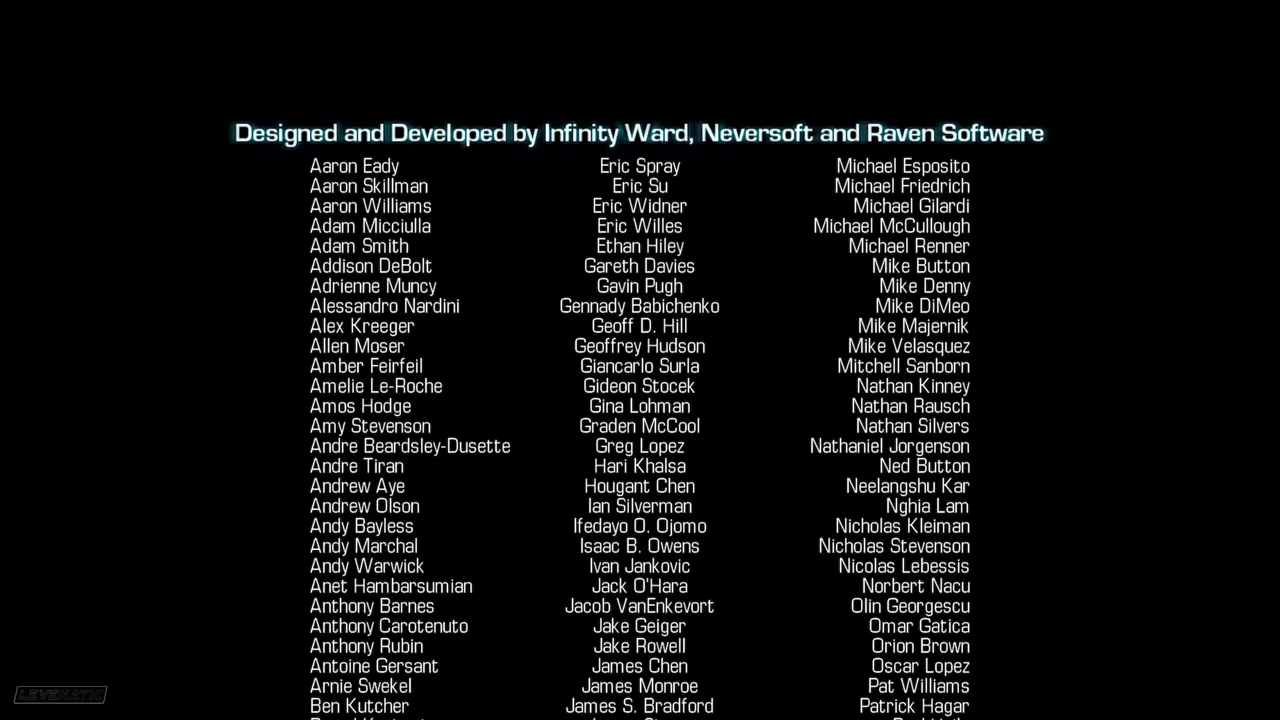 Designed and Developed by Infinity Ward, Neversoft and Raven Software
Aaron Eady Eric Spray Michael Esposito
Aaron Skillman Eric Su Michael Friedrich
Aaron Williams Eric Widner Michael Gilardi
Adam Micciulla Eric Willes Michael McCullough
Adam Smith Ethan Hiley Michael Renner
Addison DeBolt Gareth Davies Mike Button
Adrienne Muncy Gavin Pugh Mike Denny
Alessandro Nardini Gennady Babichenko Mike DiMeo
Alex Kreeger Geoff D. Hill Mike Majernik
Allen Moser Geoffrey Hudson Mike Velasquez
Amber Feirfeil Giancarlo Surla Mitchell Sanborn
Amelie Le-Roche Gideon Stocek Nathan Kinney
Amos Hodge Gina Lohman Nathan Rausch
Amy Stevenson Graden McCool Nathan Silvers
Andre Beardsley-Dusette Greg Lopez Nathaniel Jorgenson
Andre Tiran Hari Khalsa Ned Button
Andrew Aye Hougant Chen Neelangshu Kar
Andrew Olson Ian Silverman Nghia Lam
Andy Bayless Ifedayo O. Ojomo Nicholas Kleiman
Andy Marchal Isaac B. Owens Nicholas Stevenson
Andy Warwick Ivan Jankovic Nicolas Lebessis
Anet Hambarsumian Jack O'Hara Norbert Nacu
Anthony Barnes Jacob VanEnkevort Olin Georgescu
Anthony Carotenuto Jake Geiger Omar Gatica
Anthony Rubin Jake Rowell Orion Brown
Antoine Gersant James Chen Oscar Lopez
Arnie Swekel James Monroe Pat Williams
Ben Kutcher James S. Bradford Patrick Hagar